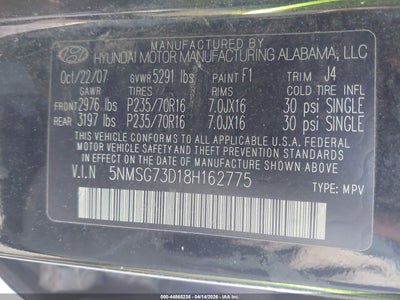 HYUNDAI MOTOR MANUFACTURING ALABAMA, LLC
Oct/22/07 GVWR 5291 lbs PAINT F1 TRIM J4
GAWR TIRES RIMS COLD TIRE INFL
FRONT 2976 lbs P235/70R16 7.0JX16 30 psi SINGLE
REAR 3197 lbs P235/70R16 7.0JX16 30 psi SINGLE
THIS VEHICLE CONFORMS TO ALL APPLICABLE U.S.A. FEDERAL
MOTOR VEHICLE SAFETY, BUMPER, AND THEFT PREVENTION STANDARDS
IN EFFECT ON THE DATE OF MANUFACTURE SHOWN ABOVE.
V.I.N 5NMSG73D18H162775
TYPE: MPV
000-44868238 - 04/14/2026 - IAA, Inc.